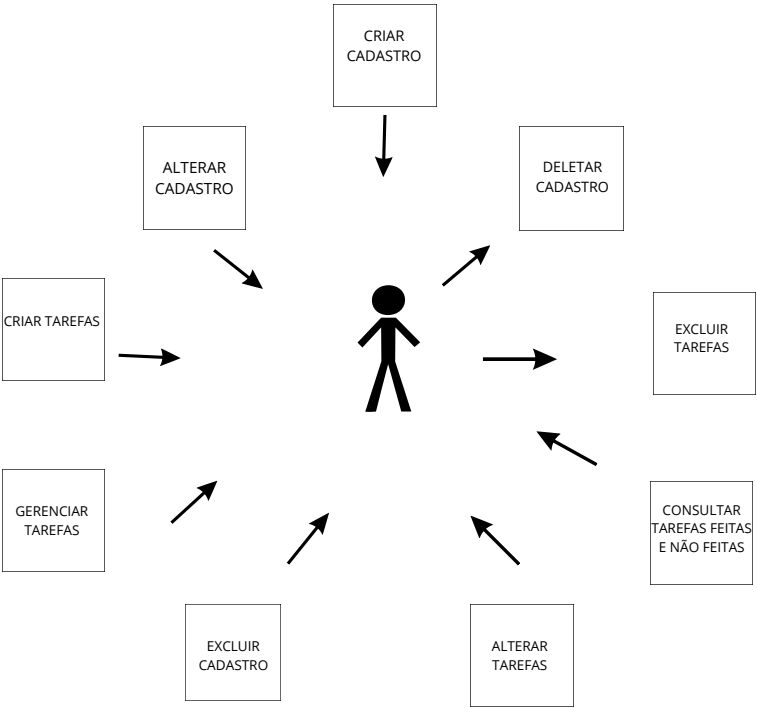 CRIAR
CADASTRO
ALTERAR
CADASTRO
DELETAR
CADASTRO
CRIAR TAREFAS
EXCLUIR
TAREFAS
GERENCIAR
TAREFAS
CONSULTAR
TAREFAS FEITAS
E NÃO FEITAS
EXCLUIR
CADASTRO
ALTERAR
TAREFAS